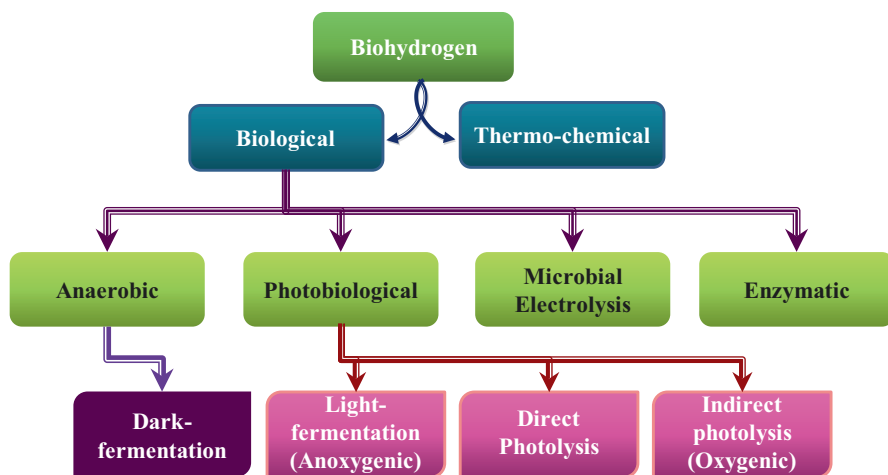 Biohydrogen
Biological
Thermo-chemical
Anaerobic
Photobiological
Microbial
Electrolysis
Enzymatic
Dark-
fermentation
Light-
fermentation
(Anoxygenic)
Direct
Photolysis
Indirect
photolysis
(Oxygenic)